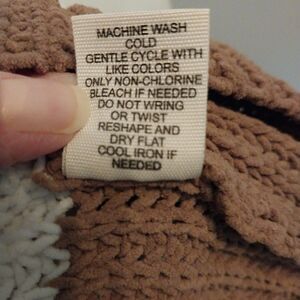 MACHINE WASH
COLD
GENTLE CYCLE WITH
LIKE COLORS
ONLY NON-CHLORINE
BLEACH IF NEEDED
DO NOT WRING
OR TWIST
RESHAPE AND
DRY FLAT
COOL IRON IF
NEEDED